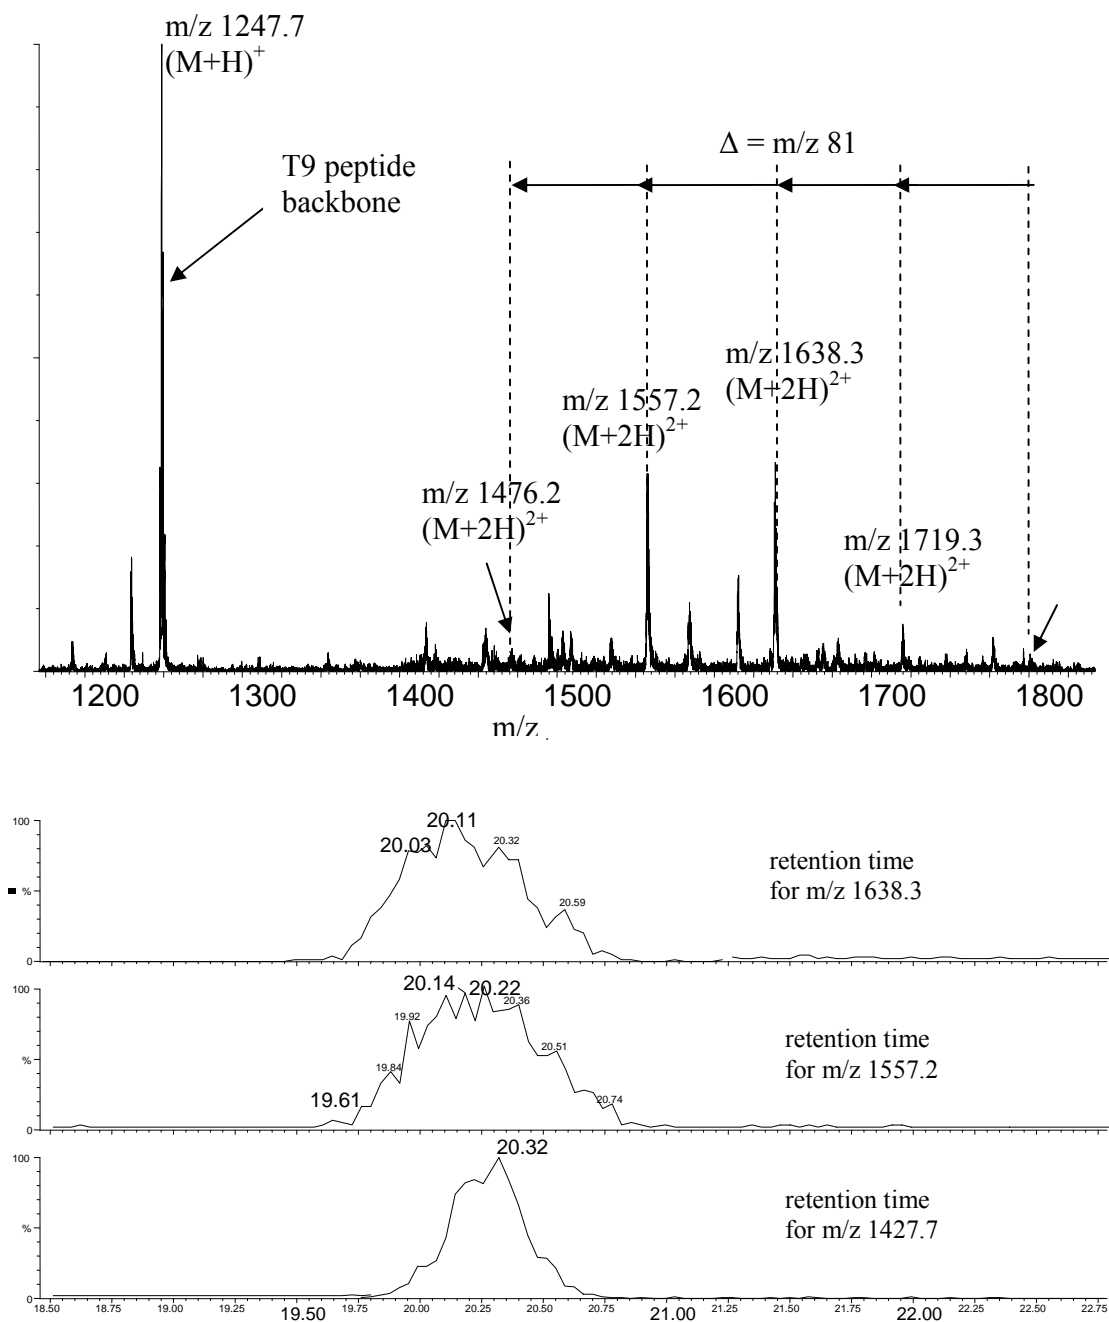 m/z 1247.7
(M+H)+
T9 peptide
backbone
Δ = m/z 81
m/z 1638.3
(M+2H)2+
m/z 1557.2
(M+2H)2+
m/z 1476.2
(M+2H)2+
m/z 1719.3
(M+2H)2+
1200 1300 1400 1500 1600 1700 1800
m/z
100
%
0
20.03 20.11 20.32 20.59
retention time
for m/z 1638.3
100
%
0
19.61 19.84 19.92 20.14 20.22 20.36 20.51 20.74
retention time
for m/z 1557.2
100
%
0
20.32
retention time
for m/z 1427.7
18.50 18.75 19.00 19.25 19.50 19.75 20.00 20.25 20.50 20.75 21.00 21.25 21.50 21.75 22.00 22.25 22.50 22.75